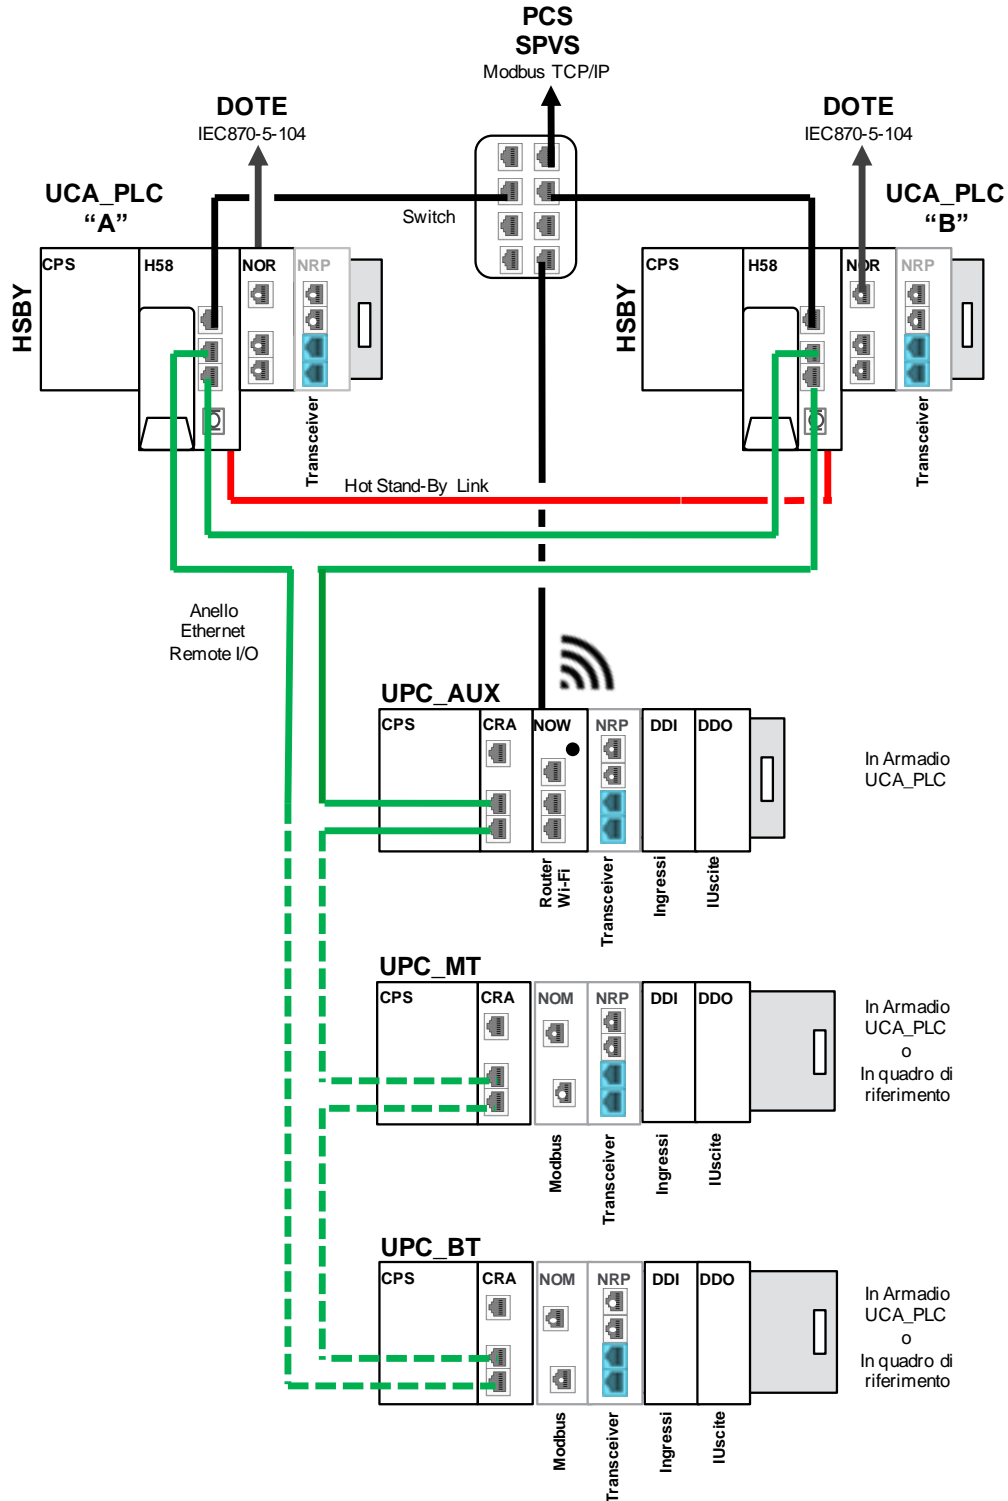 PCS
SPVS
Modbus TCP/IP
DOTE
IEC870-5-104
DOTE
IEC870-5-104
UCA_PLC
“A”
Switch
UCA_PLC
“B”
HSBY
CPS
H58
NOR
NRP
Transceiver
HSBY
CPS
H58
NOR
NRP
Transceiver
Hot Stand-By Link
Anello
Ethernet
Remote I/O
UPC_AUX
CPS
CRA
NOW
NRP
DDI
DDO
In Armadio
UCA_PLC
Router
Wi-Fi
Transceiver
Ingressi
IUscite
UPC_MT
CPS
CRA
NOM
NRP
DDI
DDO
In Armadio
UCA_PLC
o
In quadro di
riferimento
Modbus
Transceiver
Ingressi
IUscite
UPC_BT
CPS
CRA
NOM
NRP
DDI
DDO
In Armadio
UCA_PLC
o
In quadro di
riferimento
Modbus
Transceiver
Ingressi
IUscite